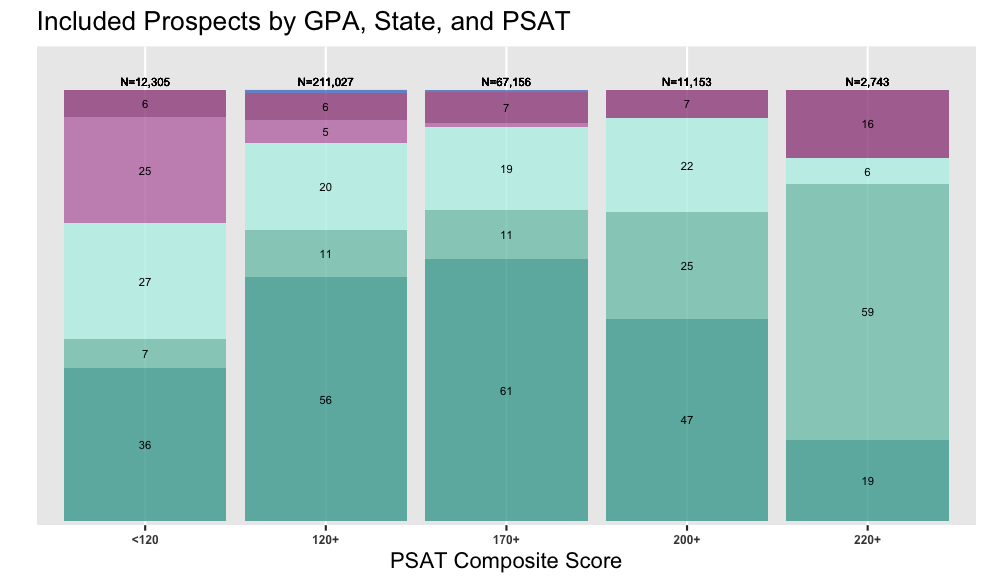 Included Prospects by GPA, State, and PSAT
N=12,305 N=211,027 N=67,156 N=11,153 N=2,743
6 6 7 7 16
25 5
27 20 19 22 6
7 11 11 25 59
36 56 61 47 19
<120 120+ 170+ 200+ 220+
PSAT Composite Score